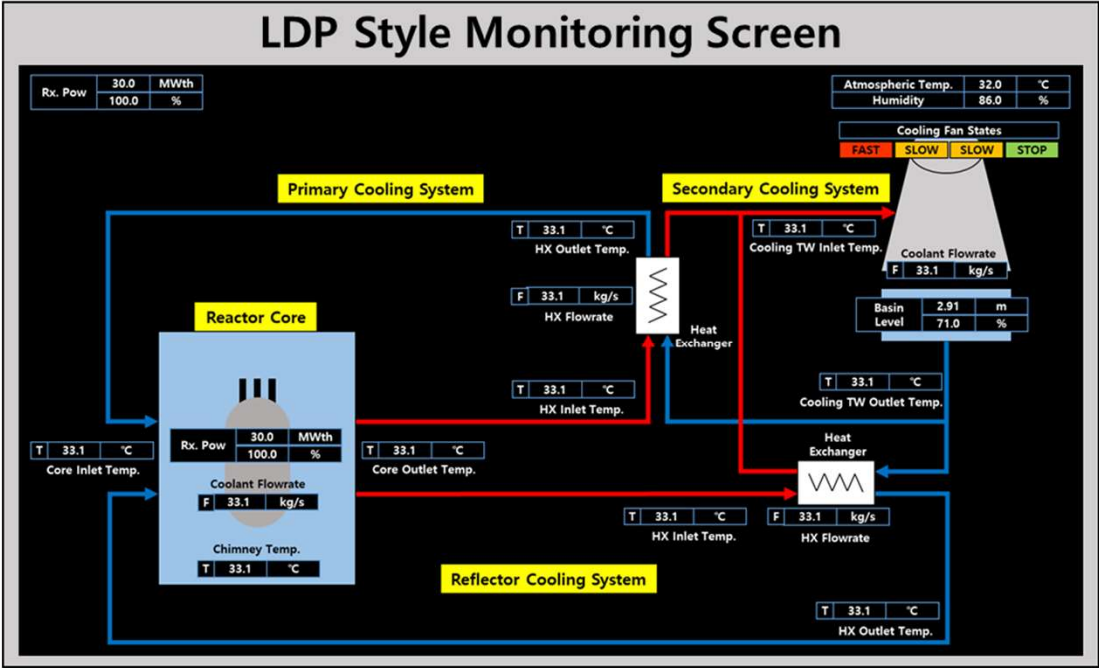 LDP Style Monitoring Screen
Rx. Pow 30.0 MWth
100.0 %
Atmospheric Temp. 32.0 ℃
Humidity 86.0 %
Cooling Fan States
FAST SLOW SLOW STOP
Primary Cooling System
Secondary Cooling System
T 33.1 ℃
HX Outlet Temp.
T 33.1 ℃
Cooling TW Inlet Temp.
Coolant Flowrate
F 33.1 kg/s
F 33.1 kg/s
HX Flowrate
Heat
Exchanger
Basin
Level
2.91 m
71.0 %
Reactor Core
T 33.1 ℃
HX Inlet Temp.
T 33.1 ℃
Cooling TW Outlet Temp.
Rx. Pow 30.0 MWth
100.0 %
T 33.1 ℃
Core Inlet Temp.
T 33.1 ℃
Core Outlet Temp.
Heat
Exchanger
Coolant Flowrate
F 33.1 kg/s
T 33.1 ℃
HX Inlet Temp.
F 33.1 kg/s
HX Flowrate
Chimney Temp.
T 33.1 ℃
Reflector Cooling System
T 33.1 ℃
HX Outlet Temp.